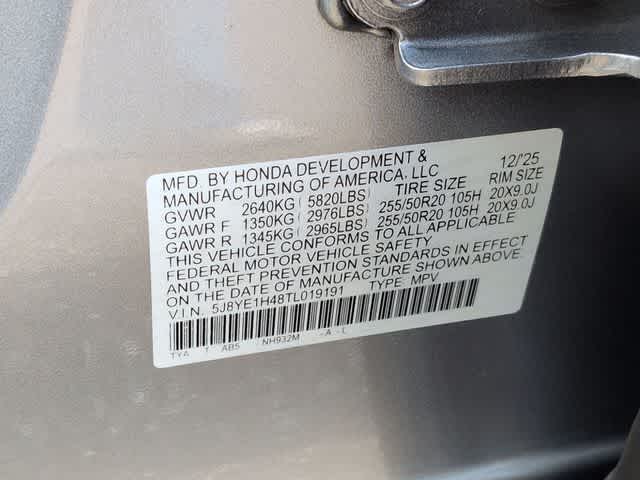 MFD. BY HONDA DEVELOPMENT & 12/'25
MANUFACTURING OF AMERICA, LLC
TIRE SIZE RIM SIZE
GVWR 2640KG ( 5820LBS)
GAWR F 1350KG ( 2976LBS) 255/50R20 105H 20X9.0J
GAWR R 1345KG ( 2965LBS) 255/50R20 105H 20X9.0J
THIS VEHICLE CONFORMS TO ALL APPLICABLE
FEDERAL MOTOR VEHICLE SAFETY
AND THEFT PREVENTION STANDARDS IN EFFECT
ON THE DATE OF MANUFACTURE SHOWN ABOVE.
V.I.N. 5J8YE1H48TL019191 TYPE: MPV
TYA T ABS NH932M - A - L